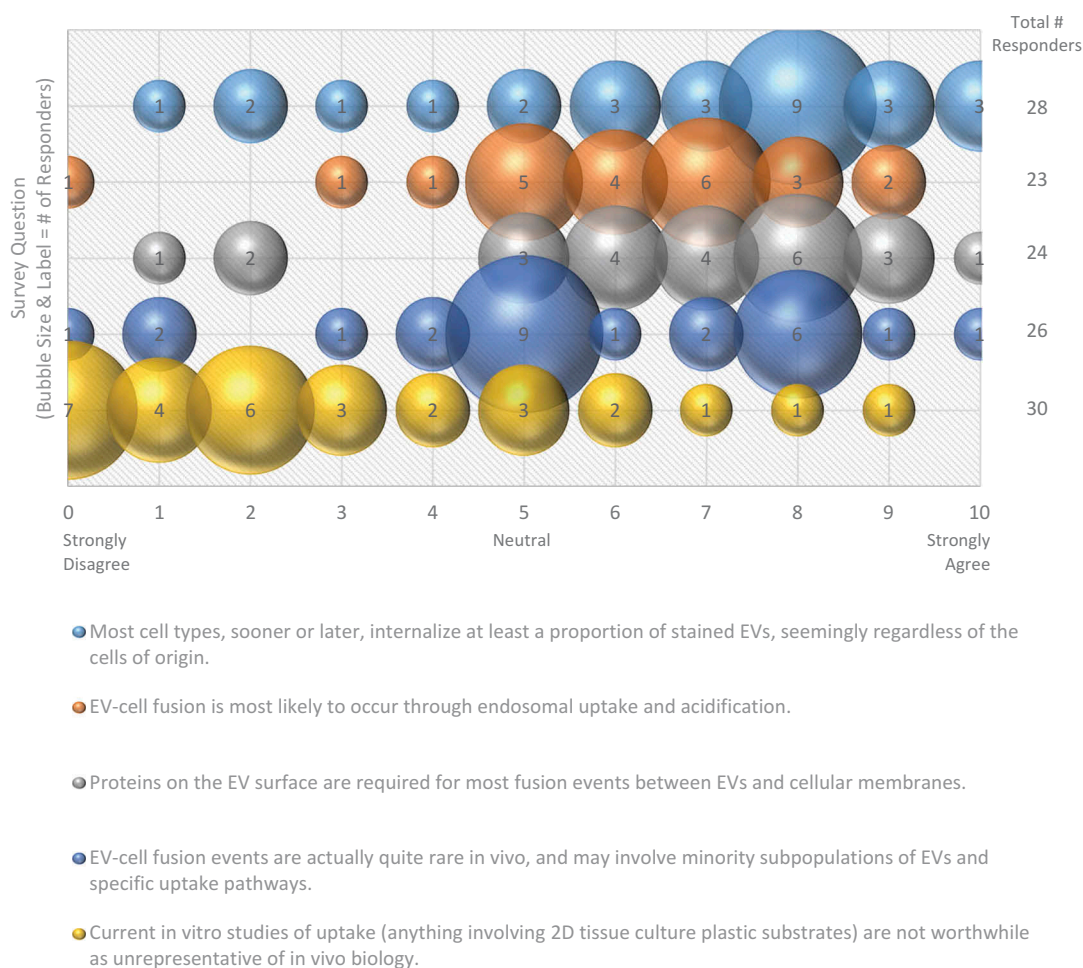 Total #
Responders
Survey Question
(Bubble Size & Label = # of Responders)
1 2 1 1 2 3 3 9 3 3 28
1 1 1 5 4 6 3 2 23
1 2 3 4 4 6 3 1 24
1 2 1 2 9 1 2 6 1 1 26
7 4 6 3 2 3 2 1 1 1 30
0 1 2 3 4 5 6 7 8 9 10
Strongly Neutral Strongly
Disagree Agree
Most cell types, sooner or later, internalize at least a proportion of stained EVs, seemingly regardless of the
cells of origin.
EV-cell fusion is most likely to occur through endosomal uptake and acidification.
Proteins on the EV surface are required for most fusion events between EVs and cellular membranes.
EV-cell fusion events are actually quite rare in vivo, and may involve minority subpopulations of EVs and
specific uptake pathways.
Current in vitro studies of uptake (anything involving 2D tissue culture plastic substrates) are not worthwhile
as unrepresentative of in vivo biology.